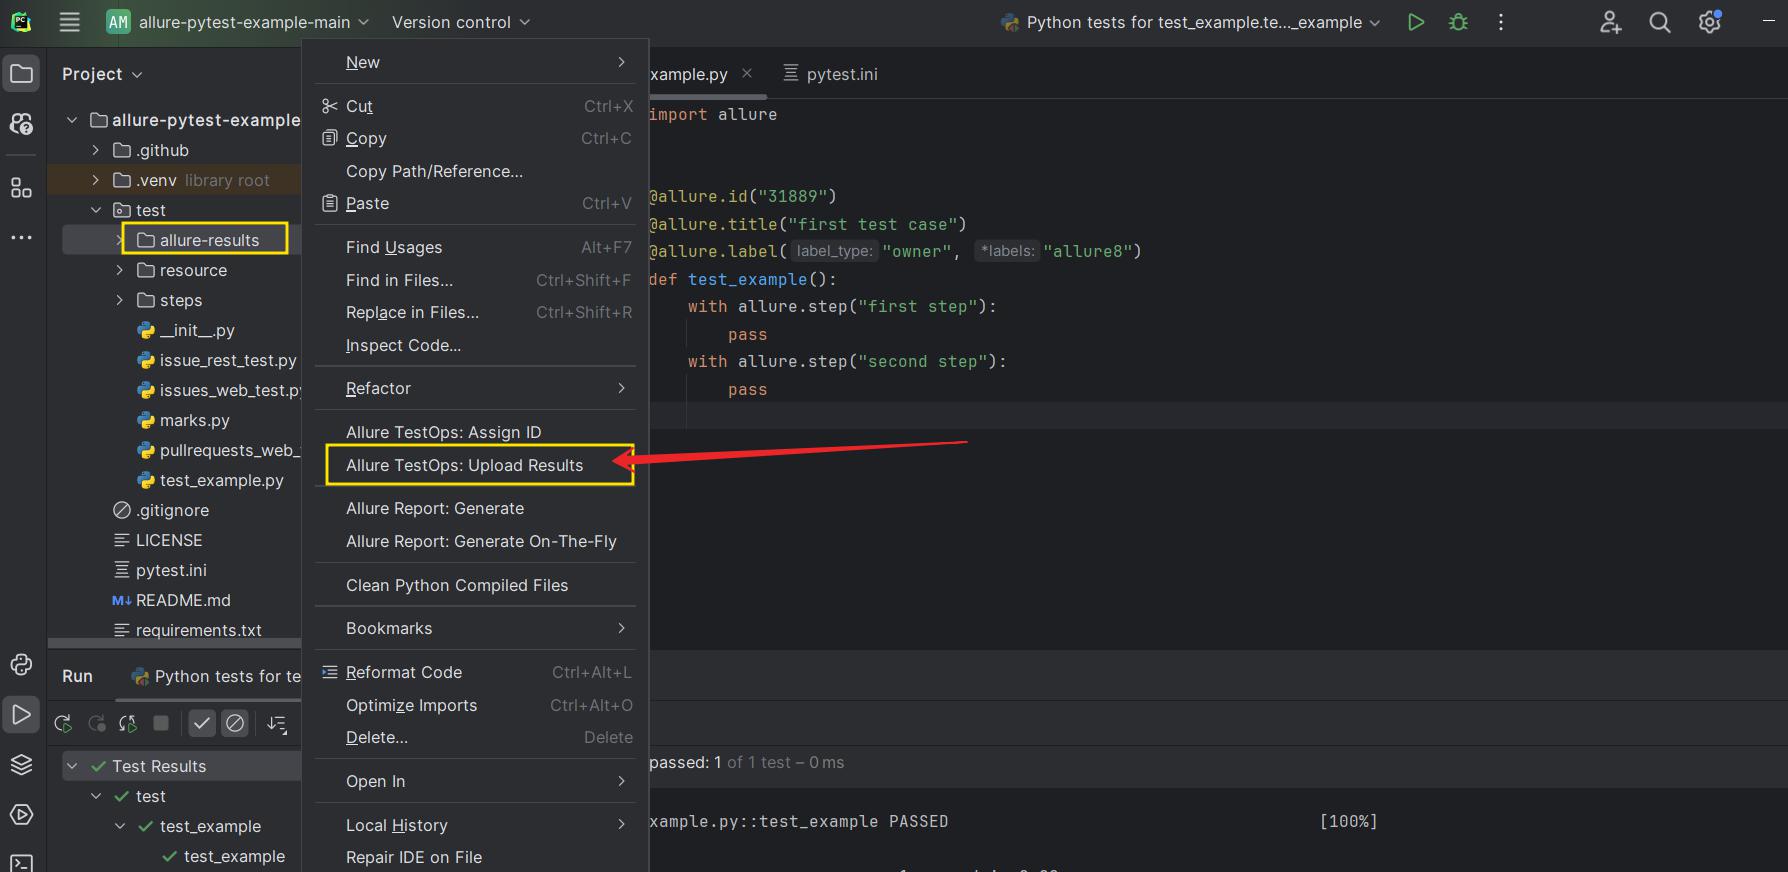 PC
AM allure-pytest-example-main Version control Python tests for test_example.te..._example
Project
allure-pytest-example
.github
.venv library root
test
allure-results
resource
steps
__init__.py
issue_rest_test.py
issues_web_test.py
marks.py
pullrequests_web_
test_example.py
.gitignore
LICENSE
pytest.ini
M↓ README.md
requirements.txt
New
Cut Ctrl+X
Copy Ctrl+C
Copy Path/Reference...
Paste Ctrl+V
Find Usages Alt+F7
Find in Files... Ctrl+Shift+F
Replace in Files... Ctrl+Shift+R
Inspect Code...
Refactor
Allure TestOps: Assign ID
Allure TestOps: Upload Results
Allure Report: Generate
Allure Report: Generate On-The-Fly
Clean Python Compiled Files
Bookmarks
Reformat Code Ctrl+Alt+L
Optimize Imports Ctrl+Alt+O
Delete... Delete
Open In
Local History
Repair IDE on File
xample.py pytest.ini
import allure
@allure.id("31889")
@allure.title("first test case")
@allure.label( label_type: "owner", *labels: "allure8")
def test_example():
with allure.step("first step"):
pass
with allure.step("second step"):
pass
Run Python tests for te
Test Results
test
test_example
test_example
passed: 1 of 1 test – 0 ms
xample.py::test_example PASSED [100%]